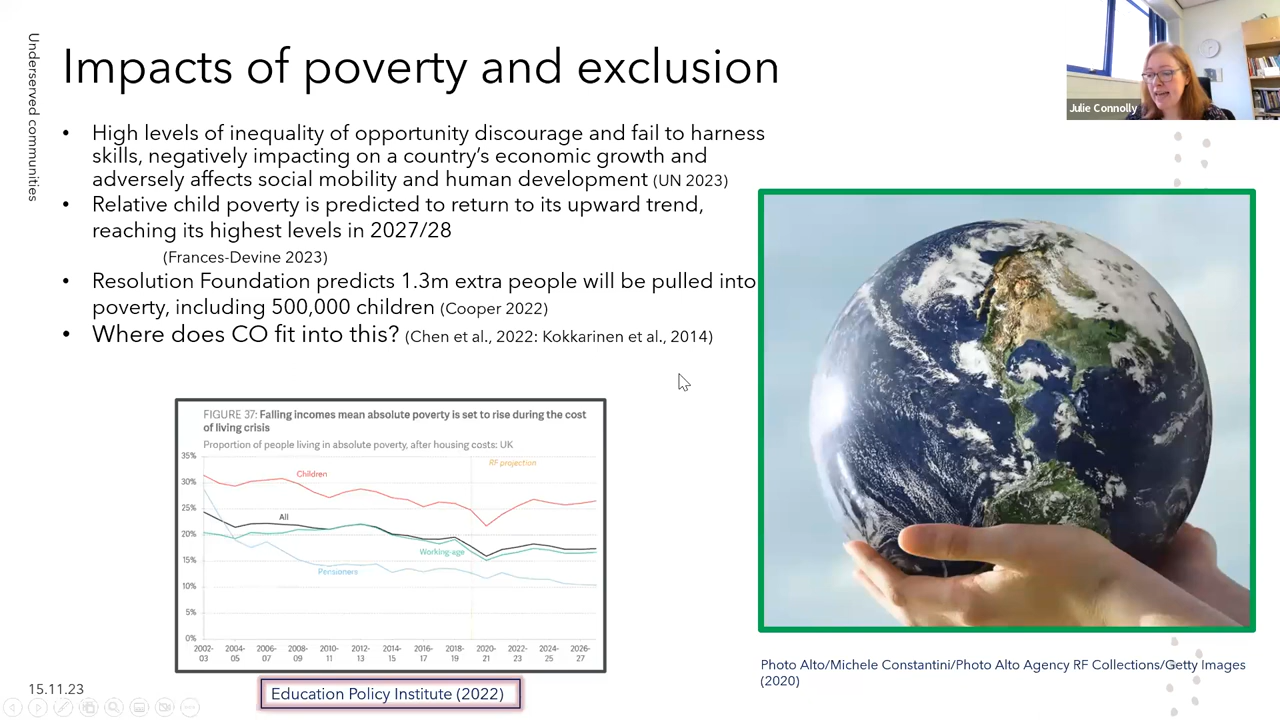 Underserved communities
Impacts of poverty and exclusion
Julie Connolly
• High levels of inequality of opportunity discourage and fail to harness
skills, negatively impacting on a country's economic growth and
adversely affects social mobility and human development (UN 2023)
• Relative child poverty is predicted to return to its upward trend,
reaching its highest levels in 2027/28
(Frances-Devine 2023)
• Resolution Foundation predicts 1.3m extra people will be pulled into
poverty, including 500,000 children (Cooper 2022)
• Where does CO fit into this? (Chen et al., 2022: Kokkarinen et al., 2014)
FIGURE 37: Falling incomes mean absolute poverty is set to rise during the cost
of living crisis
Proportion of people living in absolute poverty, after housing costs: UK
35%
RF projection
Children
30%
25%
All
20%
Working-age
15%
Pensioners
10%
5%
0%
2002- 2004- 2006- 2008- 2010- 2012- 2014- 2016- 2018- 2020- 2022- 2024- 2026-
03 05 07 09 11 13 15 17 19 21 23 25 27
Education Policy Institute (2022)
Photo Alto/Michele Constantini/Photo Alto Agency RF Collections/Getty Images
(2020)
15.11.23